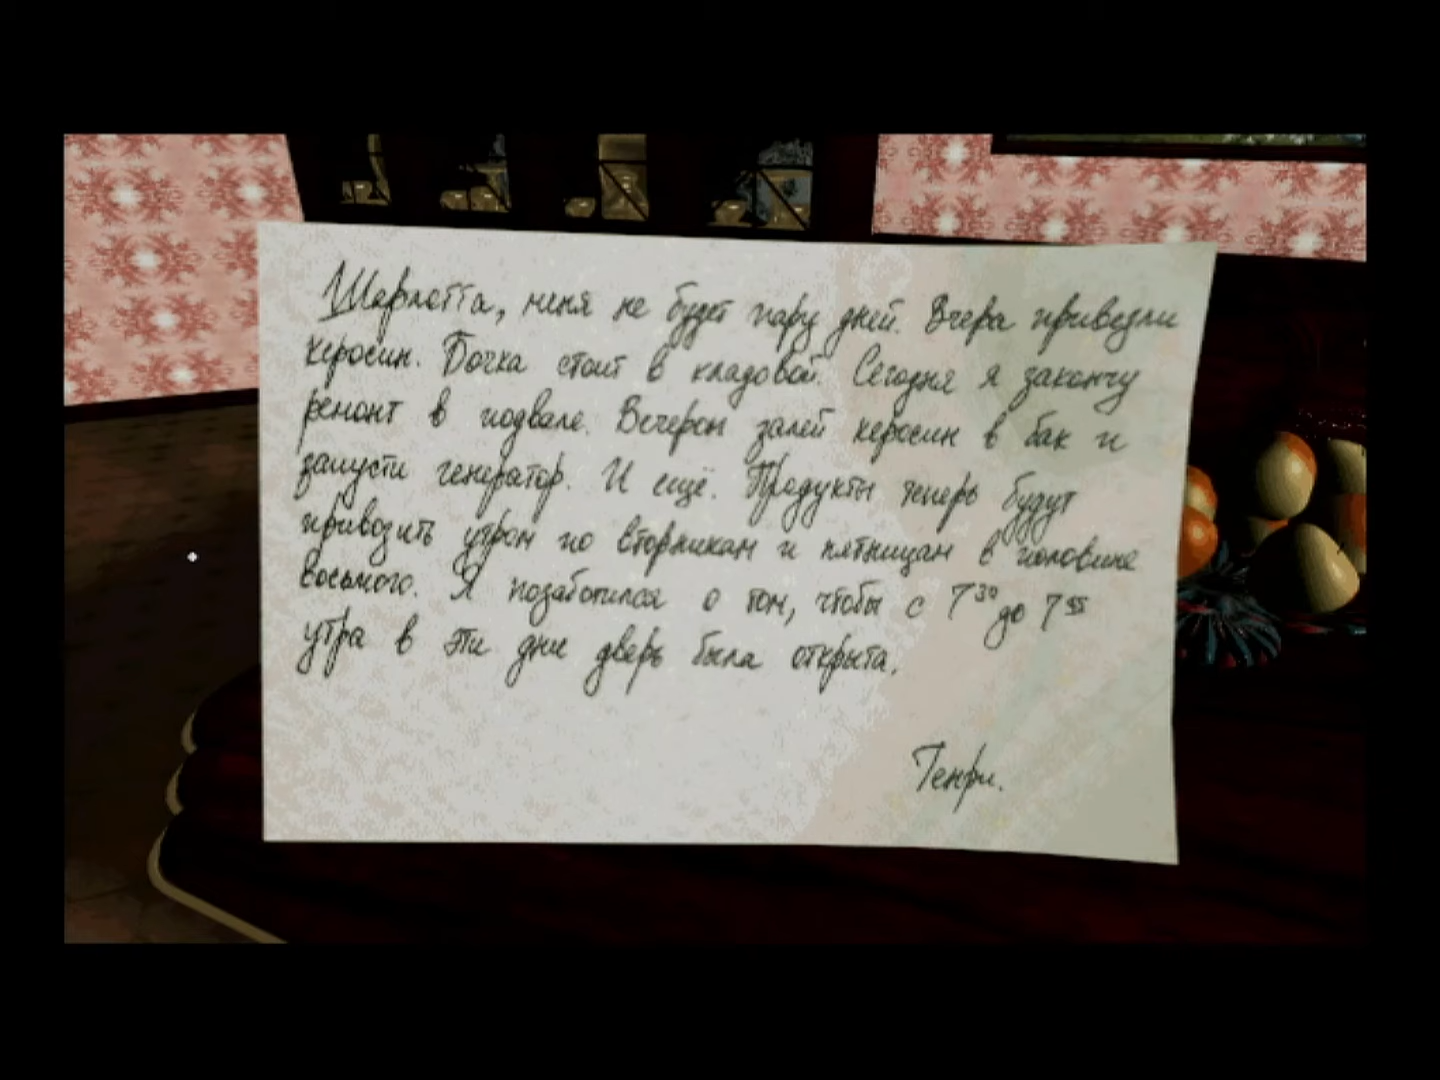 Шарлотта, меня не будет пару дней. Вчера привезли
керосин. Бочка стоит в кладовой. Сегодня я закончу
ремонт в подвале. Вечером залей керосин в бак и
запусти генератор. И ещё. Продукты теперь будут
привозить утром по вторникам и пятницам в половине
восьмого. Я позаботился о том, чтобы с 7³⁰ до 7⁵⁵
утра в эти дни дверь была открыта.
Генри.